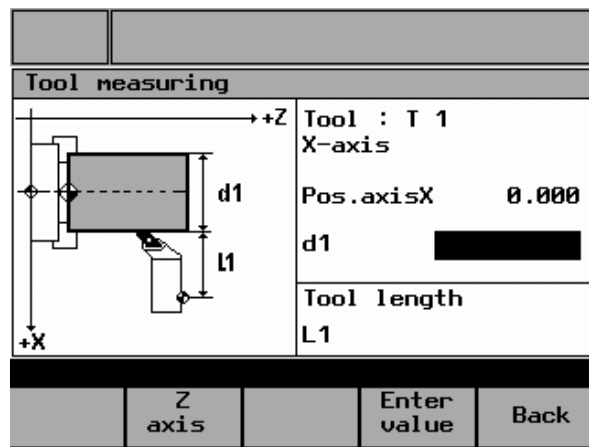 Tool measuring
+Z
d1
l1
+X
Tool : T 1
X-axis
Pos.axisX 0.000
d1
Tool length
L1
Z
axis
Enter
value
Back